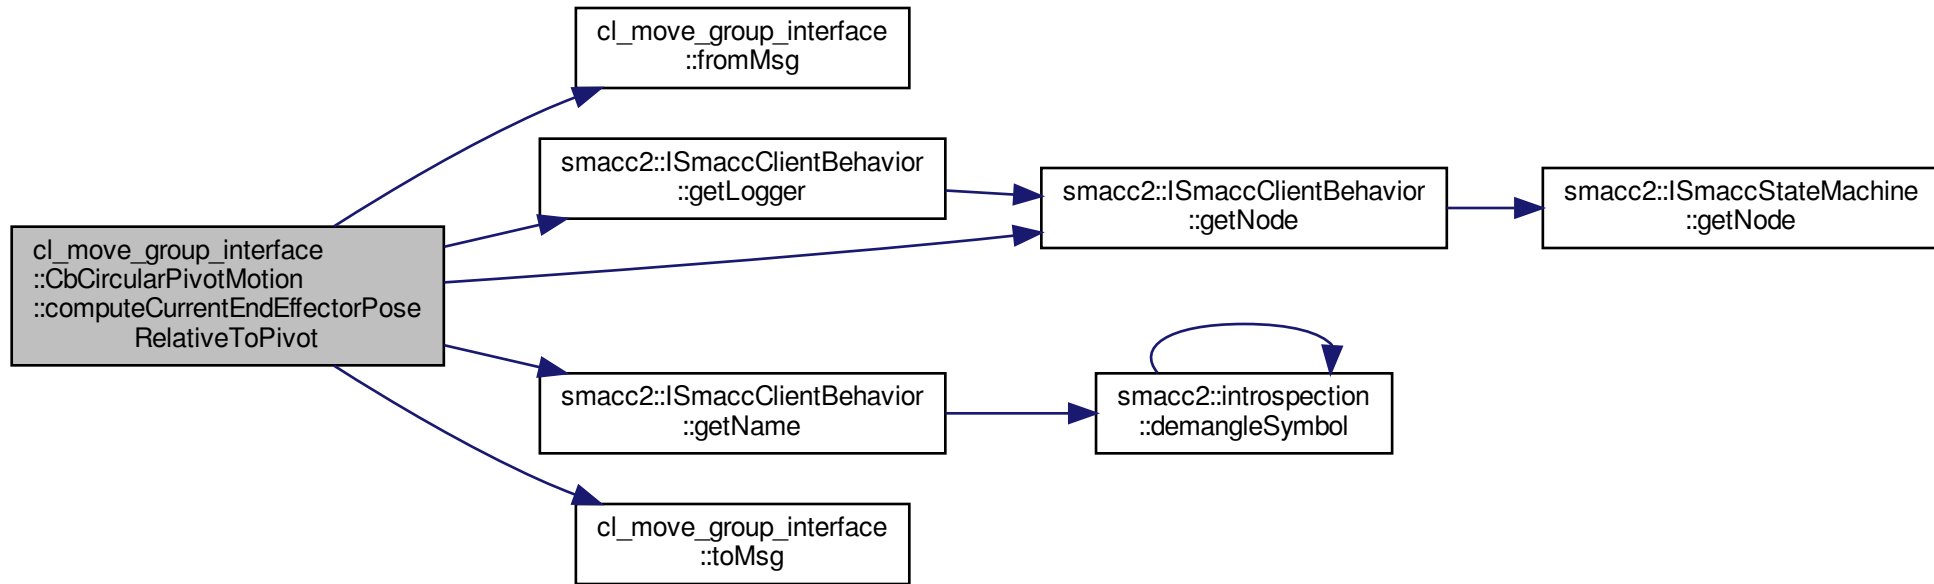 cl_move_group_interface
::fromMsg
smacc2::ISmaccClientBehavior
::getLogger
smacc2::ISmaccClientBehavior
::getNode
smacc2::ISmaccStateMachine
::getNode
cl_move_group_interface
::CbCircularPivotMotion
::computeCurrentEndEffectorPose
RelativeToPivot
smacc2::ISmaccClientBehavior
::getName
smacc2::introspection
::demangleSymbol
cl_move_group_interface
::toMsg